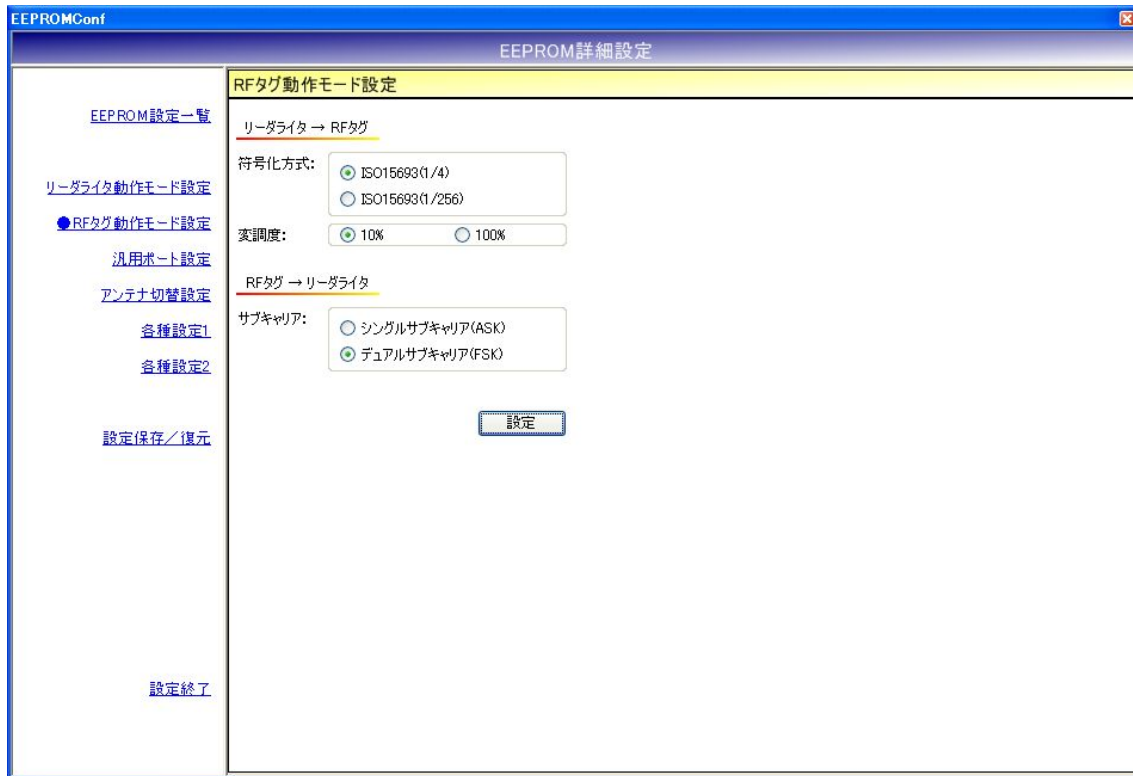 EEPROMConf
EEPROM詳細設定
EEPROM設定一覧
リーダライタ動作モード設定
●RFタグ動作モード設定
汎用ポート設定
アンテナ切替設定
各種設定1
各種設定2
設定保存／復元
設定終了
RFタグ動作モード設定
リーダライタ → RFタグ
符号化方式:
ISO15693(1/4)
ISO15693(1/256)
変調度:
10% 100%
RFタグ → リーダライタ
サブキャリア:
シングルサブキャリア(ASK)
デュアルサブキャリア(FSK)
設定